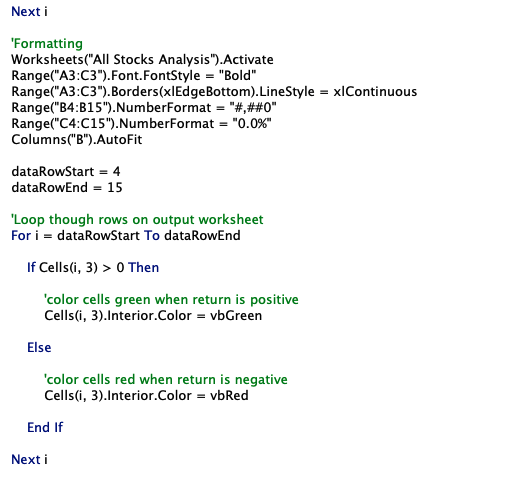 Next i
'Formatting
Worksheets("All Stocks Analysis").Activate
Range("A3:C3").Font.FontStyle = "Bold"
Range("A3:C3").Borders(xlEdgeBottom).LineStyle = xlContinuous
Range("B4:B15").NumberFormat = "#,##0"
Range("C4:C15").NumberFormat = "0.0%"
Columns("B").AutoFit
dataRowStart = 4
dataRowEnd = 15
'Loop though rows on output worksheet
For i = dataRowStart To dataRowEnd
If Cells(i, 3) > 0 Then
'color cells green when return is positive
Cells(i, 3).Interior.Color = vbGreen
Else
'color cells red when return is negative
Cells(i, 3).Interior.Color = vbRed
End If
Next i